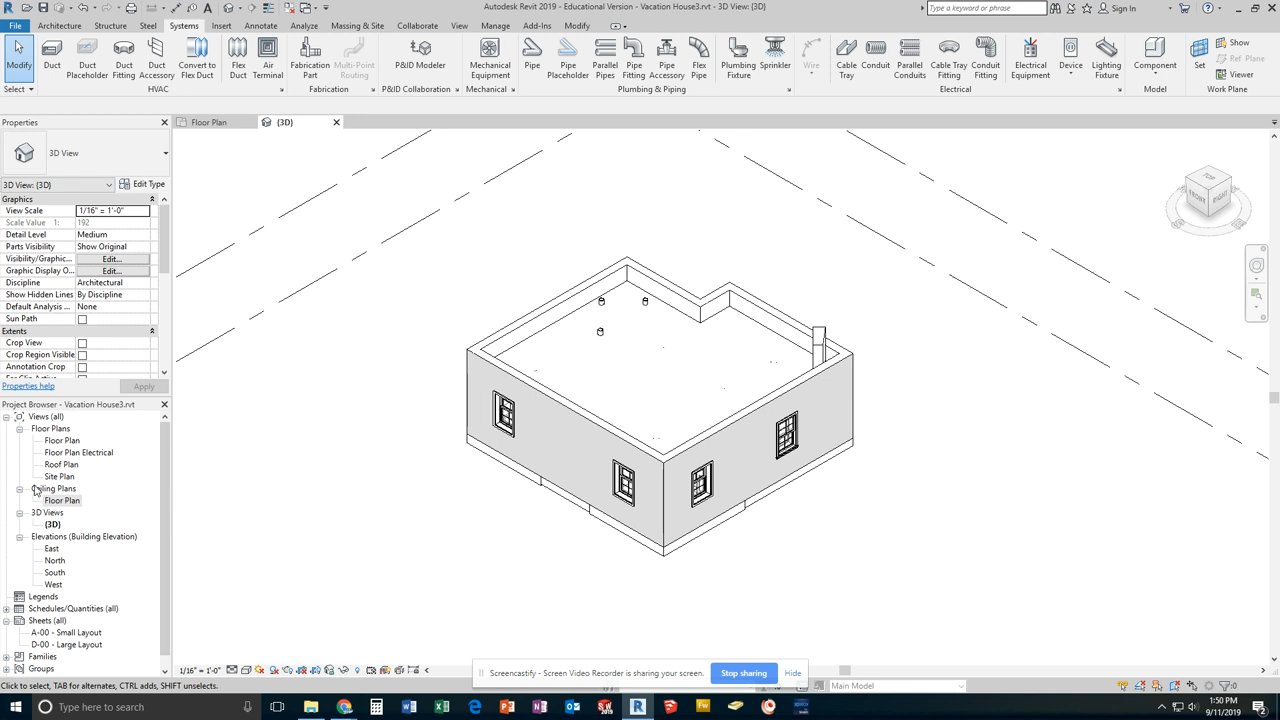 Autodesk Revit 2019 - Educational Version - Vacation House3.rvt - 3D View: {3D}
Type a keyword or phrase
Sign In
File Architecture Structure Steel Systems Insert Annotate Analyze Massing & Site Collaborate View Manage Add-Ins Modify
Modify
Duct
Duct Placeholder
Duct Fitting
Duct Accessory
Convert to Flex Duct
Flex Duct
Air Terminal
Fabrication Part
Multi-Point Routing
P&ID Modeler
Mechanical Equipment
Pipe
Pipe Placeholder
Parallel Pipes
Pipe Fitting
Pipe Accessory
Flex Pipe
Plumbing Fixture
Sprinkler
Wire
Cable Tray
Conduit
Parallel Conduits
Cable Tray Fitting
Conduit Fitting
Electrical Equipment
Device
Lighting Fixture
Component
Set
Show
Ref Plane
Viewer
Select HVAC Fabrication P&ID Collaboration Mechanical Plumbing & Piping Electrical Model Work Plane
Properties
Floor Plan
{3D}
3D View
3D View: {3D}
Edit Type
Graphics
View Scale 1/16" = 1'-0"
Scale Value 1: 192
Detail Level Medium
Parts Visibility Show Original
Visibility/Graphic... Edit...
Graphic Display O... Edit...
Discipline Architectural
Show Hidden Lines By Discipline
Default Analysis ... None
Sun Path
Extents
Crop View
Crop Region Visible
Annotation Crop
Properties help
Apply
TOP
FRONT
RIGHT
Project Browser - Vacation House3.rvt
Views (all)
Floor Plans
Floor Plan
Floor Plan Electrical
Roof Plan
Site Plan
Ceiling Plans
Floor Plan
3D Views
{3D}
Elevations (Building Elevation)
East
North
South
West
Legends
Schedules/Quantities (all)
Sheets (all)
A-00 - Small Layout
D-00 - Large Layout
Families
Groups
1/16" = 1'-0"
Screencastify - Screen Video Recorder is sharing your screen.
Stop sharing
Hide
Click to select, TAB for alternates, CTRL adds, SHIFT unselects.
Main Model
:0
Type here to search
1:50 PM
9/11/2019